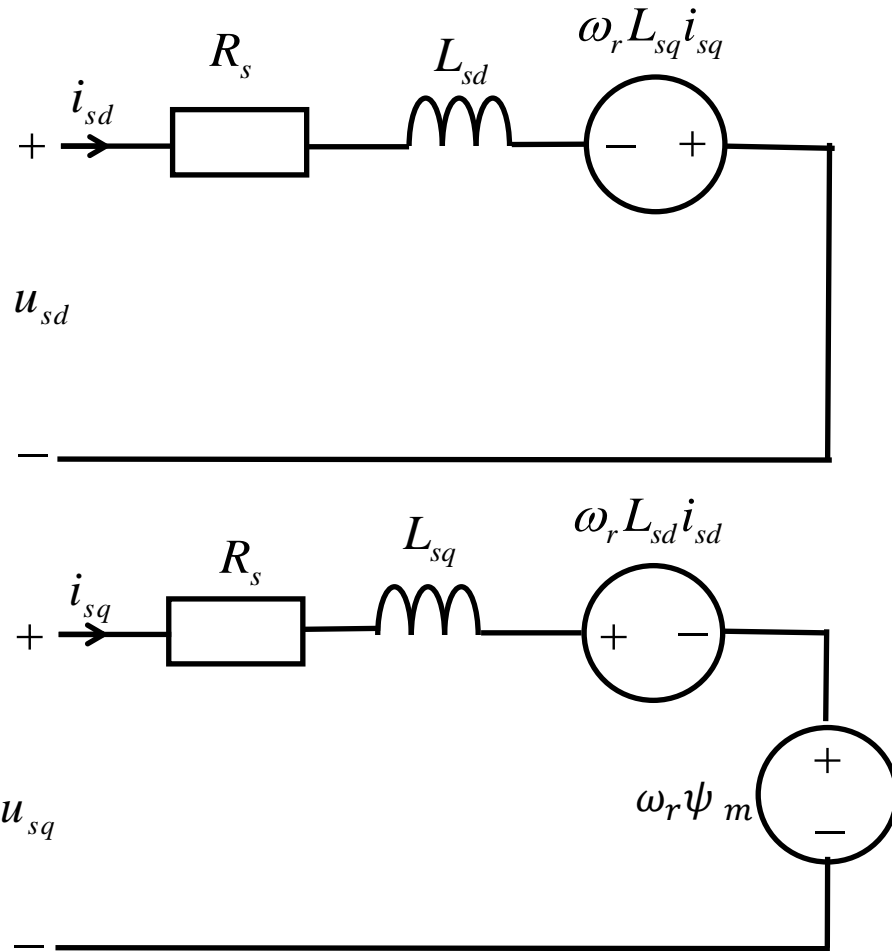 ω_r L_sq i_sq
R_s
L_sd
i_sd
+
− +
u_sd
−
ω_r L_sd i_sd
R_s
L_sq
i_sq
+
+ −
+
ω_r ψ_m
−
u_sq
−